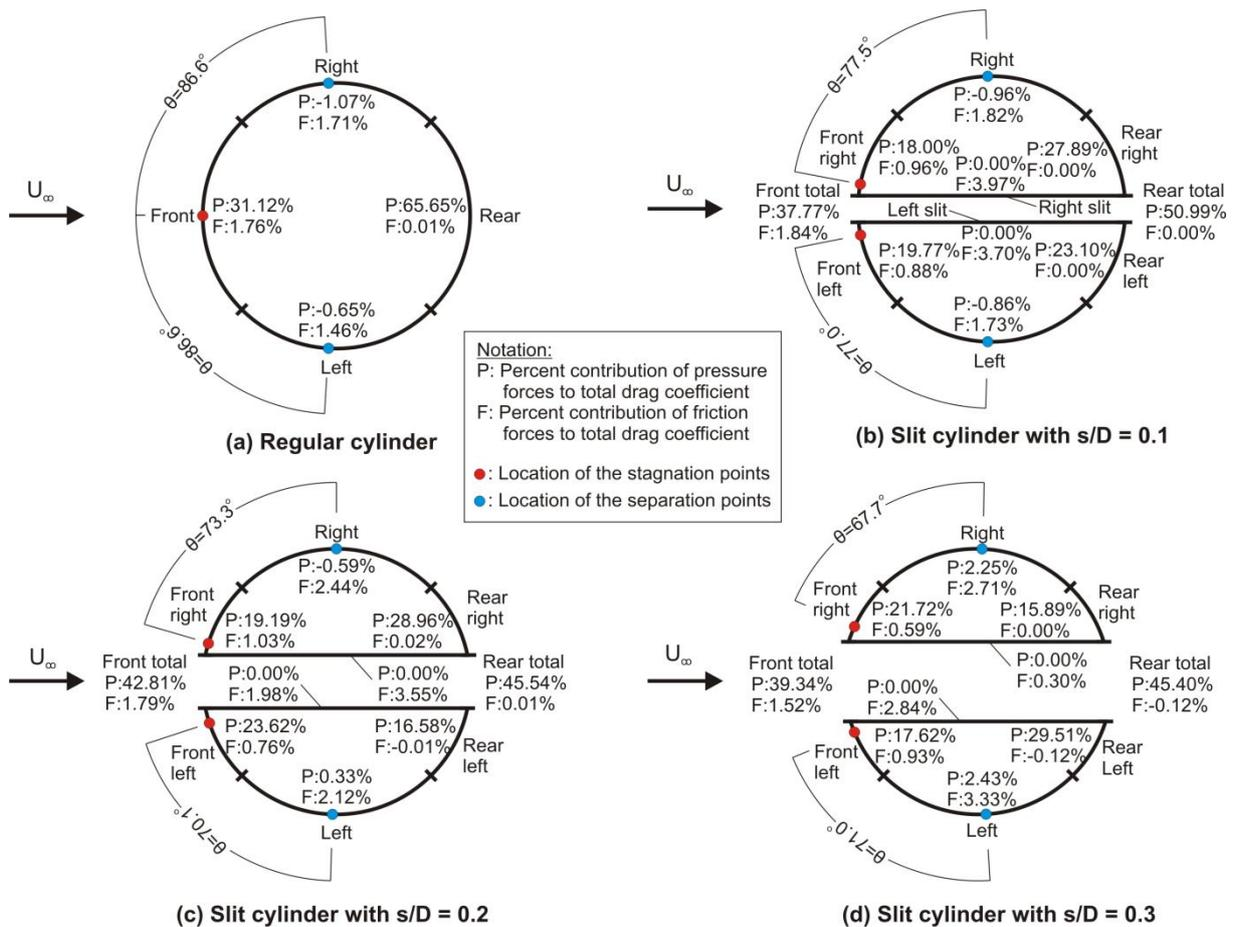 θ=86.6°
Right
P:-1.07%
F:1.71%
U∞
Front
P:31.12%
F:1.76%
P:65.65%
F:0.01%
Rear
P:-0.65%
F:1.46%
θ=86.6°
Left
(a) Regular cylinder
θ=77.5°
Right
P:-0.96%
F:1.82%
Front
right
P:18.00%
F:0.96%
P:0.00%
F:3.97%
P:27.89%
F:0.00%
Rear
right
U∞
Front total
P:37.77%
F:1.84%
Left slit
Right slit
Rear total
P:50.99%
F:0.00%
P:19.77%
F:0.88%
P:0.00%
F:3.70%
P:23.10%
F:0.00%
Front
left
Rear
left
P:-0.86%
F:1.73%
θ=77.0°
Left
(b) Slit cylinder with s/D = 0.1
Notation:
P: Percent contribution of pressure
forces to total drag coefficient
F: Percent contribution of friction
forces to total drag coefficient
: Location of the stagnation points
: Location of the separation points
θ=73.3°
Right
P:-0.59%
F:2.44%
Front
right
P:19.19%
F:1.03%
P:28.96%
F:0.02%
Rear
right
U∞
Front total
P:42.81%
F:1.79%
P:0.00%
F:1.98%
P:0.00%
F:3.55%
Rear total
P:45.54%
F:0.01%
Front
left
P:23.62%
F:0.76%
P:16.58%
F:-0.01%
Rear
left
P:0.33%
F:2.12%
θ=70.1°
Left
(c) Slit cylinder with s/D = 0.2
θ=67.7°
Right
P:2.25%
F:2.71%
Front
right
P:21.72%
F:0.59%
P:15.89%
F:0.00%
Rear
right
U∞
Front total
P:39.34%
F:1.52%
P:0.00%
F:2.84%
P:0.00%
F:0.30%
Rear total
P:45.40%
F:-0.12%
Front
left
P:17.62%
F:0.93%
P:29.51%
F:-0.12%
Rear
Left
P:2.43%
F:3.33%
θ=71.0°
Left
(d) Slit cylinder with s/D = 0.3